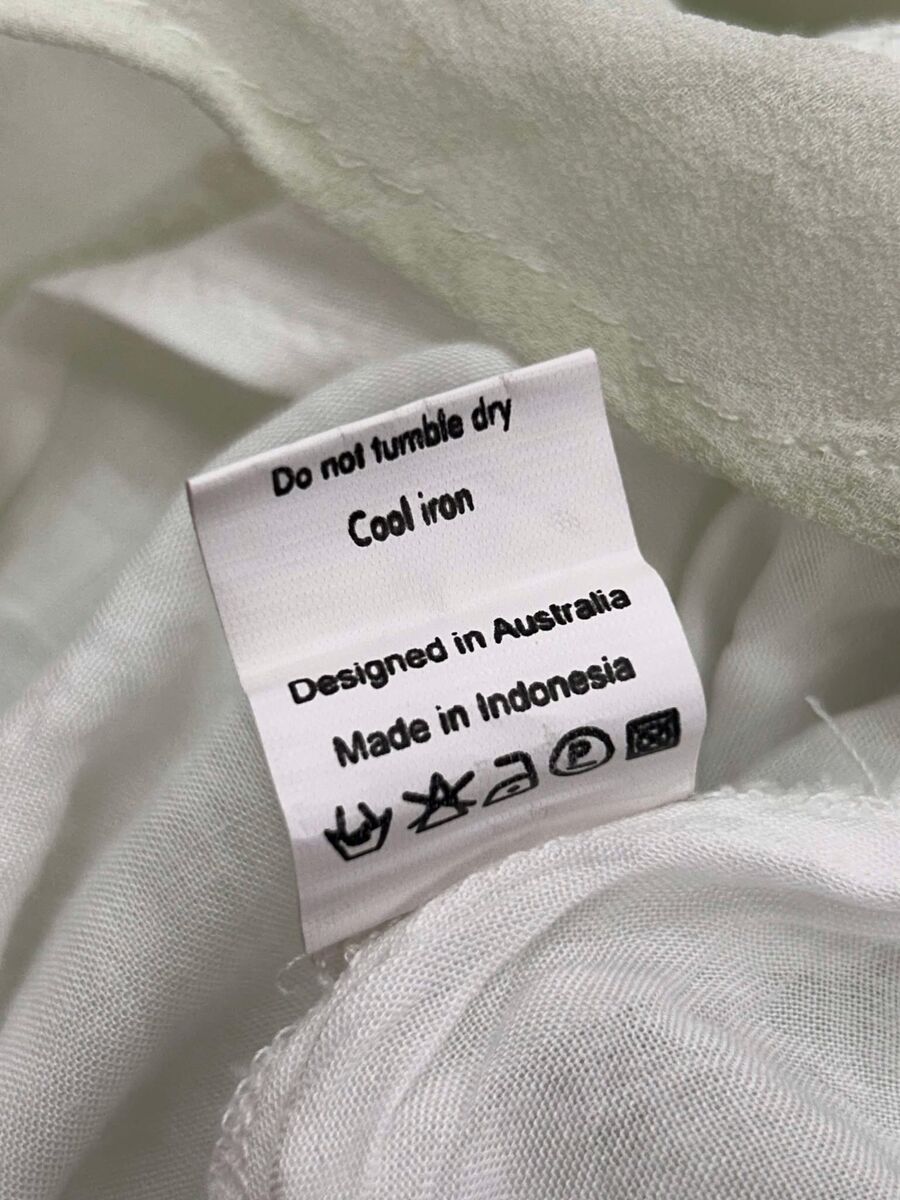 Do not tumble dry
Cool iron
Designed in Australia
Made in Indonesia
P